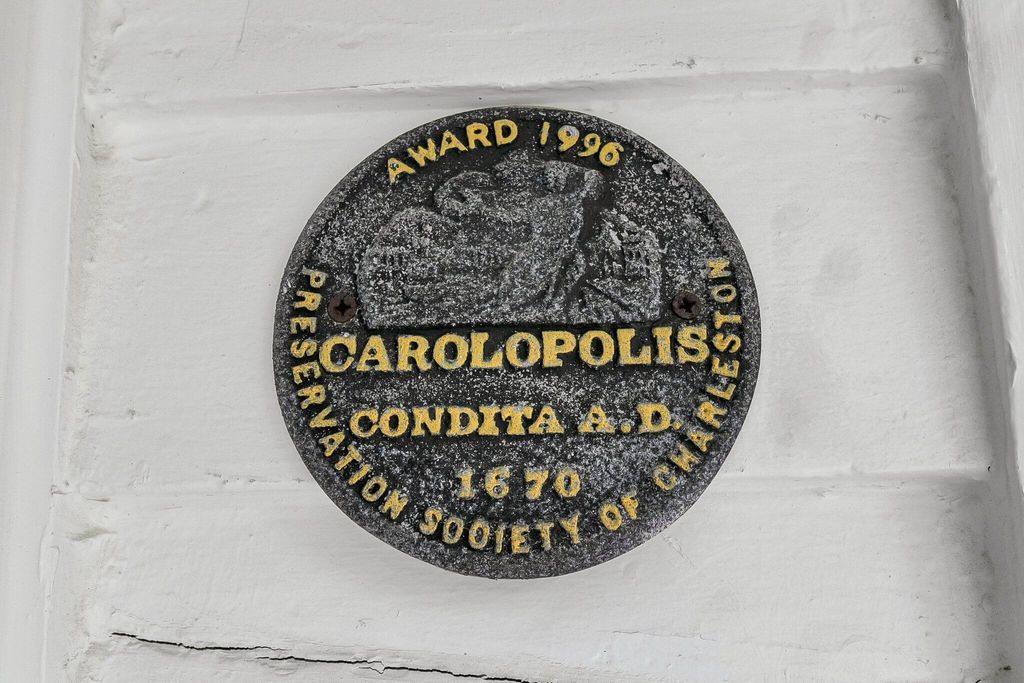 AWARD 1996
CAROLOPOLIS
CONDITA A.D.
1670
PRESERVATION SOCIETY OF CHARLESTON